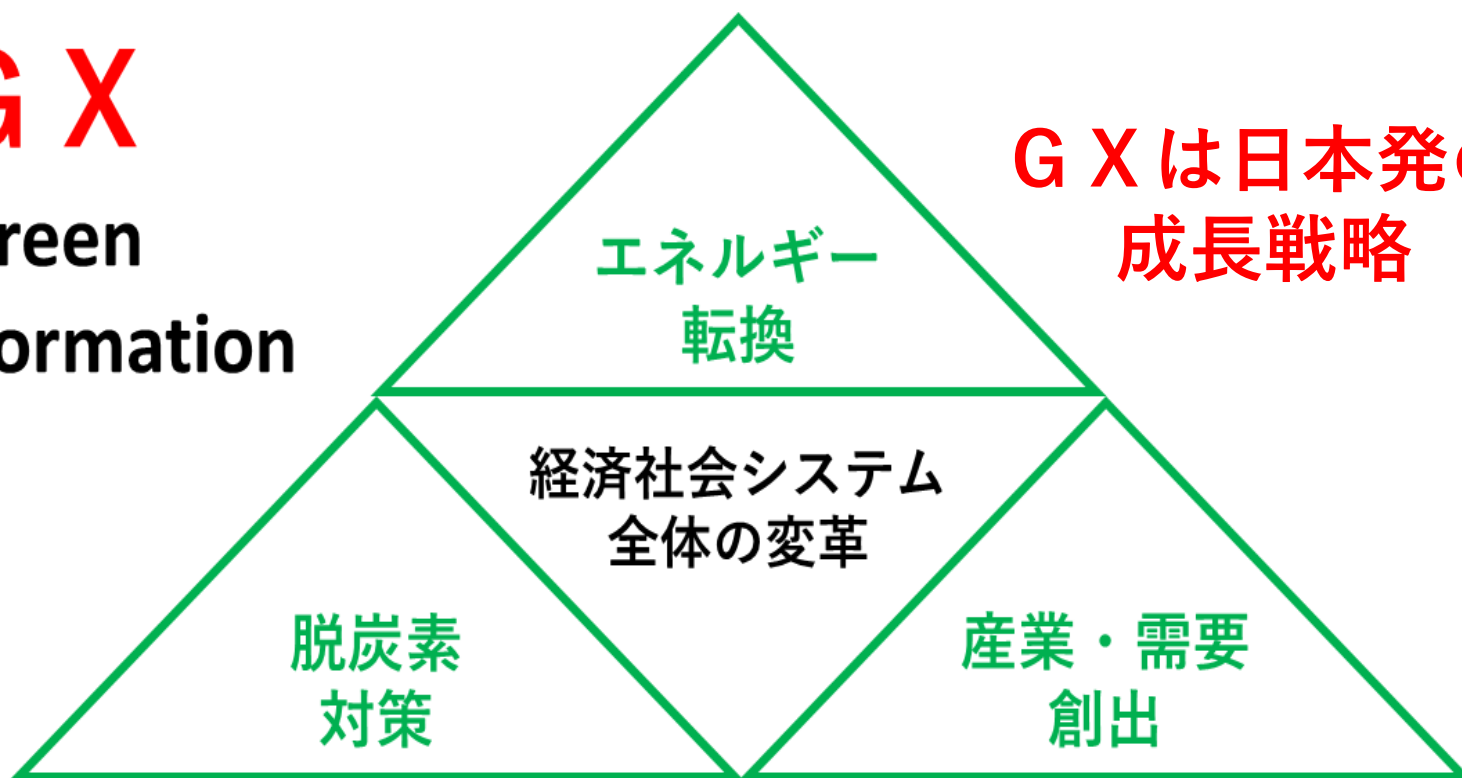 GX
reen
ormation
GXは日本発の
成長戦略
エネルギー
転換
経済社会システム
全体の変革
脱炭素
対策
産業・需要
創出